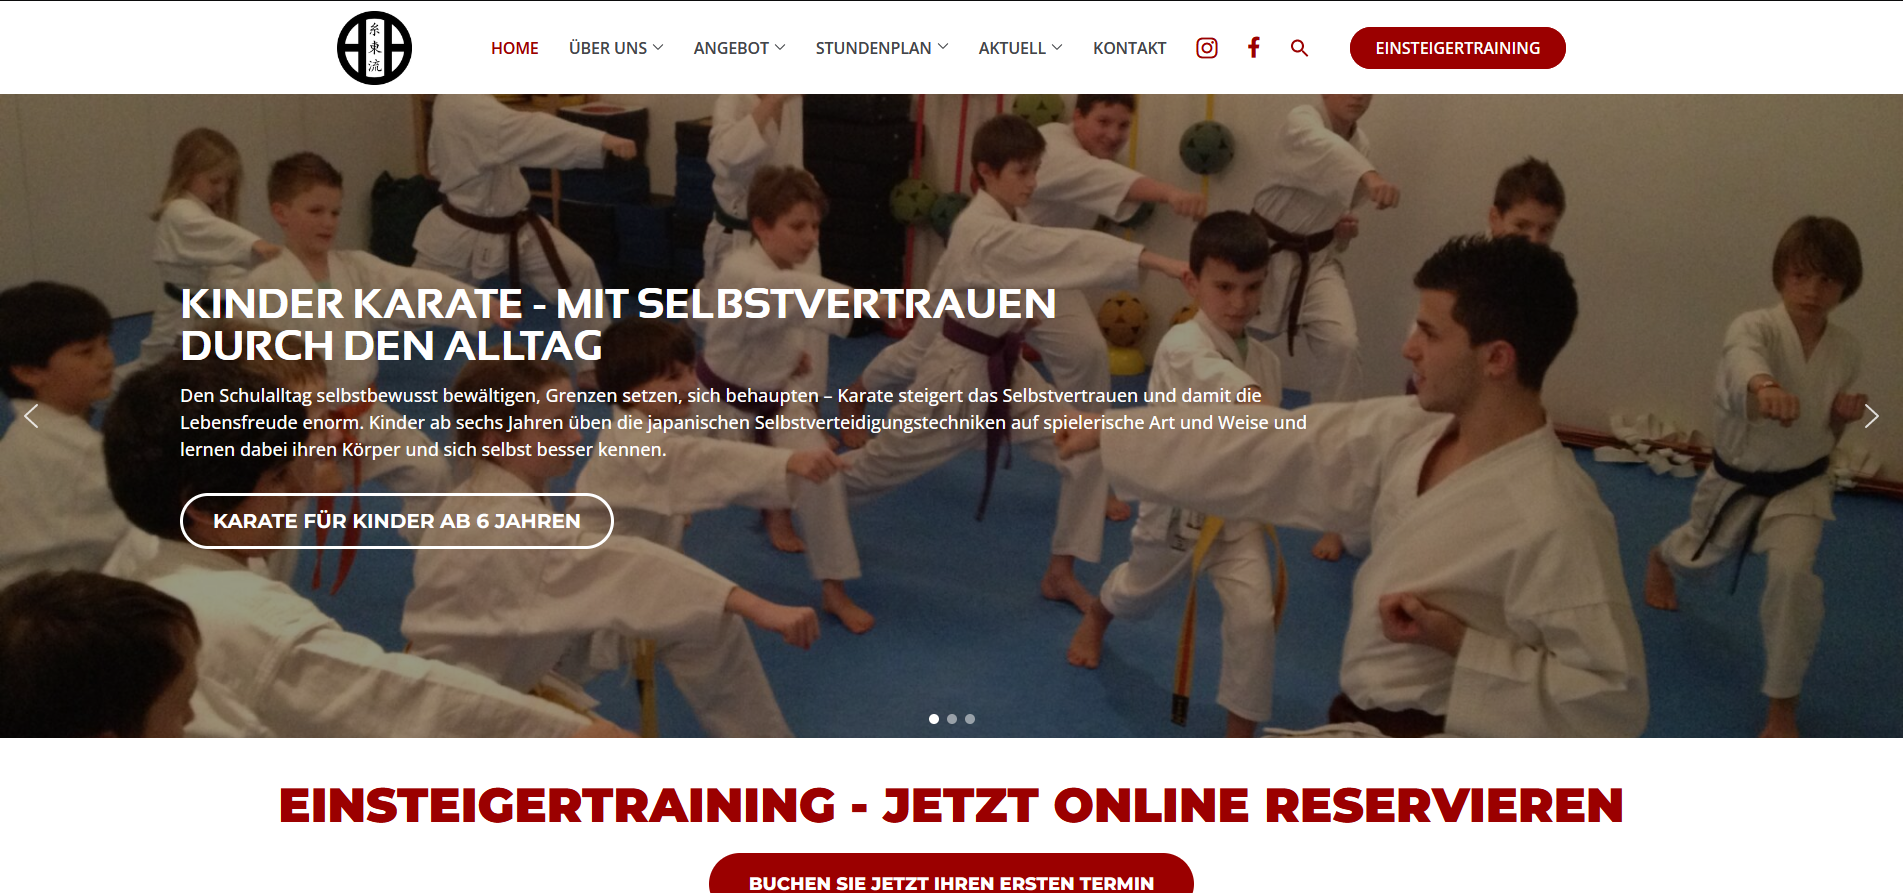 糸
東
流
HOME
ÜBER UNS
ANGEBOT
STUNDENPLAN
AKTUELL
KONTAKT
EINSTEIGERTRAINING
KINDER KARATE - MIT SELBSTVERTRAUEN
DURCH DEN ALLTAG
Den Schulalltag selbstbewusst bewältigen, Grenzen setzen, sich behaupten – Karate steigert das Selbstvertrauen und damit die
Lebensfreude enorm. Kinder ab sechs Jahren üben die japanischen Selbstverteidigungstechniken auf spielerische Art und Weise und
lernen dabei ihren Körper und sich selbst besser kennen.
KARATE FÜR KINDER AB 6 JAHREN
EINSTEIGERTRAINING - JETZT ONLINE RESERVIEREN
BUCHEN SIE JETZT IHREN ERSTEN TERMIN